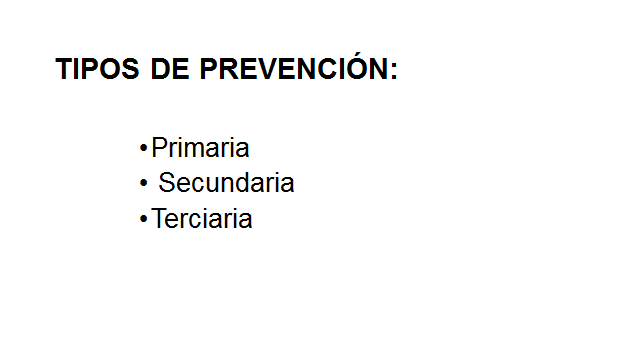 TIPOS DE PREVENCIÓN:
•Primaria
• Secundaria
•Terciaria